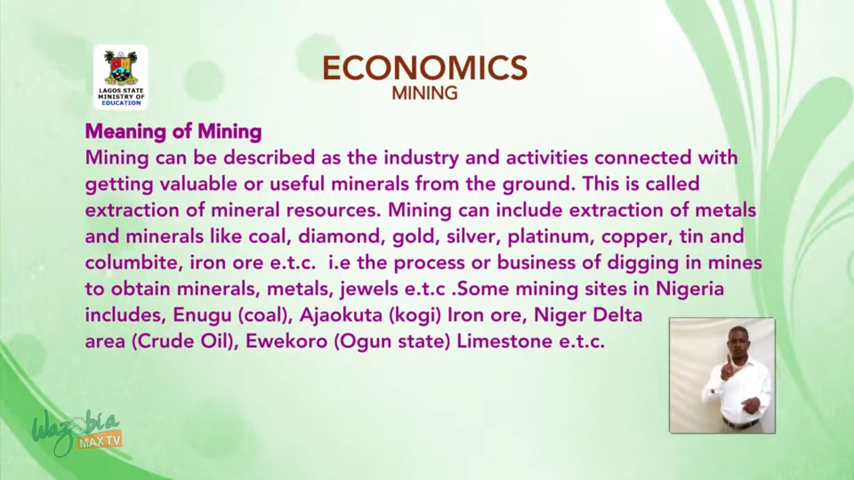 LAGOS STATE
MINISTRY OF
EDUCATION
ECONOMICS
MINING
Meaning of Mining
Mining can be described as the industry and activities connected with
getting valuable or useful minerals from the ground. This is called
extraction of mineral resources. Mining can include extraction of metals
and minerals like coal, diamond, gold, silver, platinum, copper, tin and
columbite, iron ore e.t.c.  i.e the process or business of digging in mines
to obtain minerals, metals, jewels e.t.c .Some mining sites in Nigeria
includes, Enugu (coal), Ajaokuta (kogi) Iron ore, Niger Delta
area (Crude Oil), Ewekoro (Ogun state) Limestone e.t.c.
Wazobia
MAX TV